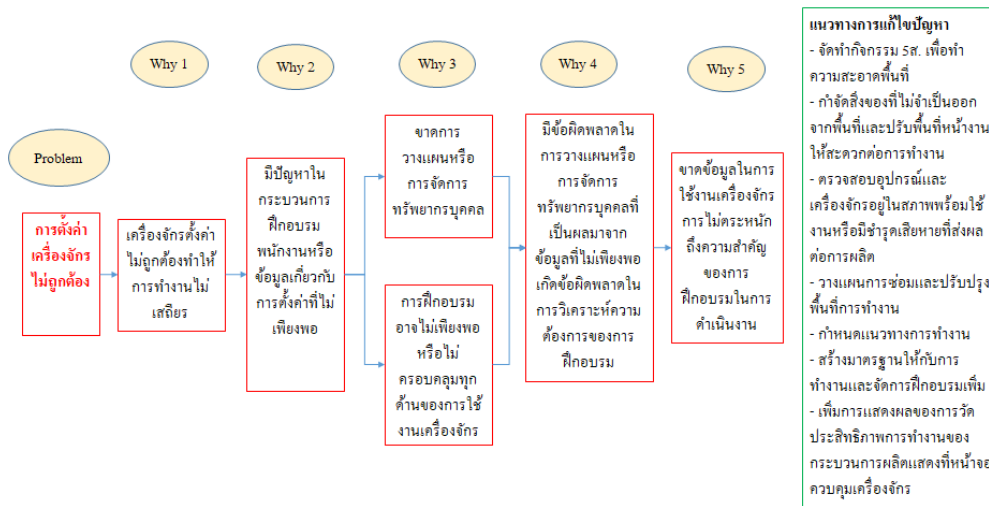 Why 1
Why 2
Why 3
Why 4
Why 5
Problem
การตั้งค่า
เครื่องจักร
ไม่ถูกต้อง
เครื่องจักรตั้งค่า
ไม่ถูกต้องทำให้
การทำงานไม่
เสถียร
มีปัญหาใน
กระบวนการ
ฝึกอบรม
พนักงานหรือ
ข้อมูลเกี่ยวกับ
การตั้งค่าที่ไม่
เพียงพอ
ขาดการ
วางแผนหรือ
การจัดการ
ทรัพยากรบุคคล
การฝึกอบรม
อาจไม่เพียงพอ
หรือไม่
ครอบคลุมทุก
ด้านของการใช้
งานเครื่องจักร
มีข้อผิดพลาดใน
การวางแผนหรือ
การจัดการ
ทรัพยากรบุคคลที่
เป็นผลมาจาก
ข้อมูลที่ไม่เพียงพอ
เกิดข้อผิดพลาดใน
การวิเคราะห์ความ
ต้องการของการ
ฝึกอบรม
ขาดข้อมูลในการ
ใช้งานเครื่องจักร
การไม่ตระหนัก
ถึงความสำคัญ
ของการ
ฝึกอบรมในการ
ดำเนินงาน
แนวทางการแก้ไขปัญหา
- จัดทำกิจกรรม 5ส. เพื่อทำ
ความสะอาดพื้นที่
- กำจัดสิ่งของที่ไม่จำเป็นออก
จากพื้นที่และปรับพื้นที่หน้างาน
ให้สะดวกต่อการทำงาน
- ตรวจสอบอุปกรณ์และ
เครื่องจักรอยู่ในสภาพพร้อมใช้
งานหรือมีชำรุดเสียหายที่ส่งผล
ต่อการผลิต
- วางแผนการซ่อมและปรับปรุง
พื้นที่การทำงาน
- กำหนดแนวทางการทำงาน
- สร้างมาตรฐานให้กับการ
ทำงานและจัดการฝึกอบรมเพิ่ม
- เพิ่มการแสดงผลของการวัด
ประสิทธิภาพการทำงานของ
กระบวนการผลิตแสดงที่หน้าจอ
ควบคุมเครื่องจักร